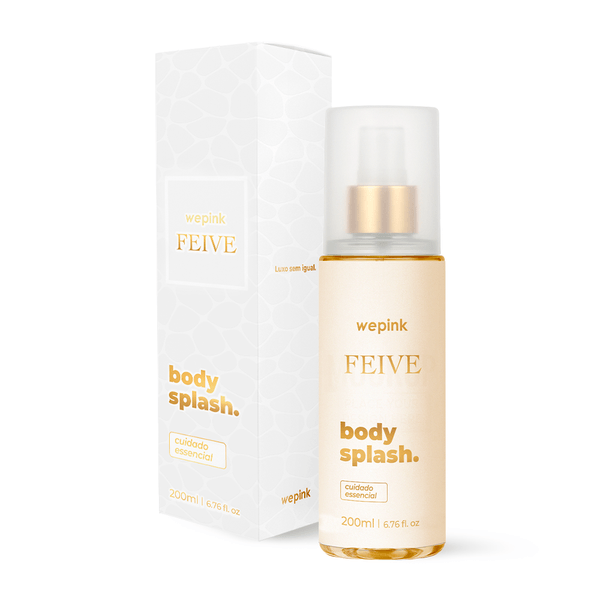 wepink
FEIVE
Luxo sem igual.
body
splash.
cuidado
essencial
200ml | 6.76 fl. oz
wepink
wepink
FEIVE
body
splash.
cuidado
essencial
200ml | 6.76 fl. oz